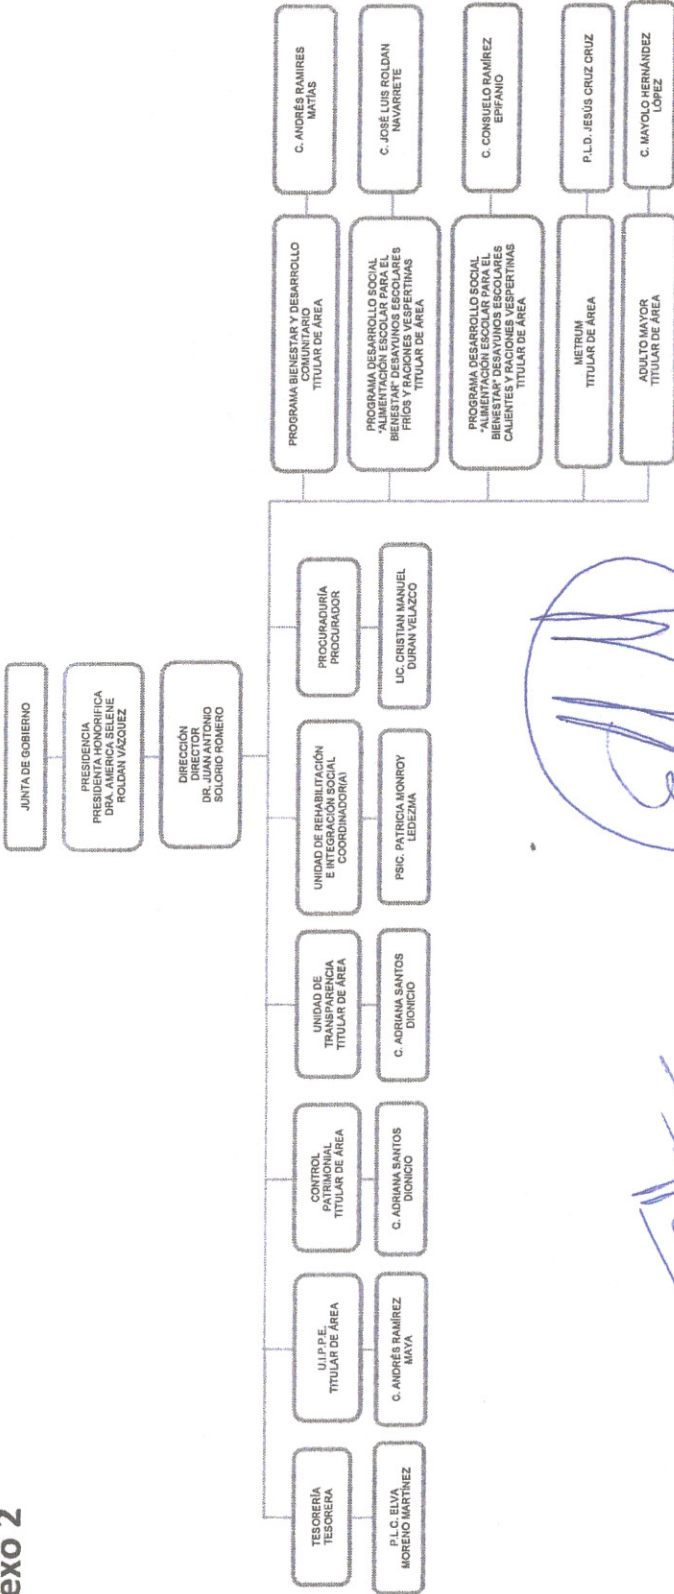 exo 2
JUNTA DE GOBIERNO
PRESIDENCIA
PRESIDENTA HONORIFICA
DRA. AMERICA SELENE
ROLDAN VÁZQUEZ
DIRECCIÓN
DIRECTOR
DR. JUAN ANTONIO
SOLORIO ROMERO
TESORERÍA
TESORERA
P.L.C. ELVA
MORENO MARTÍNEZ
U.I.P.P.E.
TITULAR DE ÁREA
C. ANDRÉS RAMÍREZ
MAYA
CONTROL
PATRIMONIAL
TITULAR DE ÁREA
C. ADRIANA SANTOS
DIONICIO
UNIDAD DE
TRANSPARENCIA
TITULAR DE ÁREA
C. ADRIANA SANTOS
DIONICIO
UNIDAD DE REHABILITACIÓN
E INTEGRACIÓN SOCIAL
COORDINADOR(A)
PSIC. PATRICIA MONROY
LEDEZMA
PROCURADURÍA
PROCURADOR
LIC. CRISTIAN MANUEL
DURAN VELAZCO
PROGRAMA BIENESTAR Y DESARROLLO
COMUNITARIO
TITULAR DE ÁREA
C. ANDRÉS RAMIRES
MATÍAS
PROGRAMA DESARROLLO SOCIAL
"ALIMENTACIÓN ESCOLAR PARA EL
BIENESTAR" DESAYUNOS ESCOLARES
FRÍOS Y RACIONES VESPERTINAS
TITULAR DE ÁREA
C. JOSÉ LUIS ROLDAN
NAVARRETE
PROGRAMA DESARROLLO SOCIAL
"ALIMENTACIÓN ESCOLAR PARA EL
BIENESTAR" DESAYUNOS ESCOLARES
CALIENTES Y RACIONES VESPERTINAS
TITULAR DE ÁREA
C. CONSUELO RAMÍREZ
EPIFANIO
METRUM
TITULAR DE ÁREA
P.L.D. JESÚS CRUZ CRUZ
ADULTO MAYOR
TITULAR DE ÁREA
C. MAYOLO HERNÁNDEZ
LÓPEZ